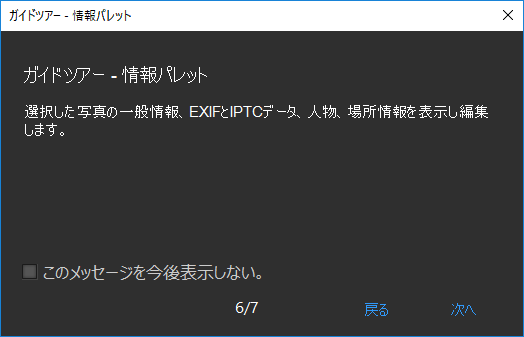 ガイドツアー - 情報パレット
ガイドツアー - 情報パレット
選択した写真の一般情報、EXIFとIPTCデータ、人物、場所情報を表示し編集
します。
このメッセージを今後表示しない。
6/7
戻る
次へ